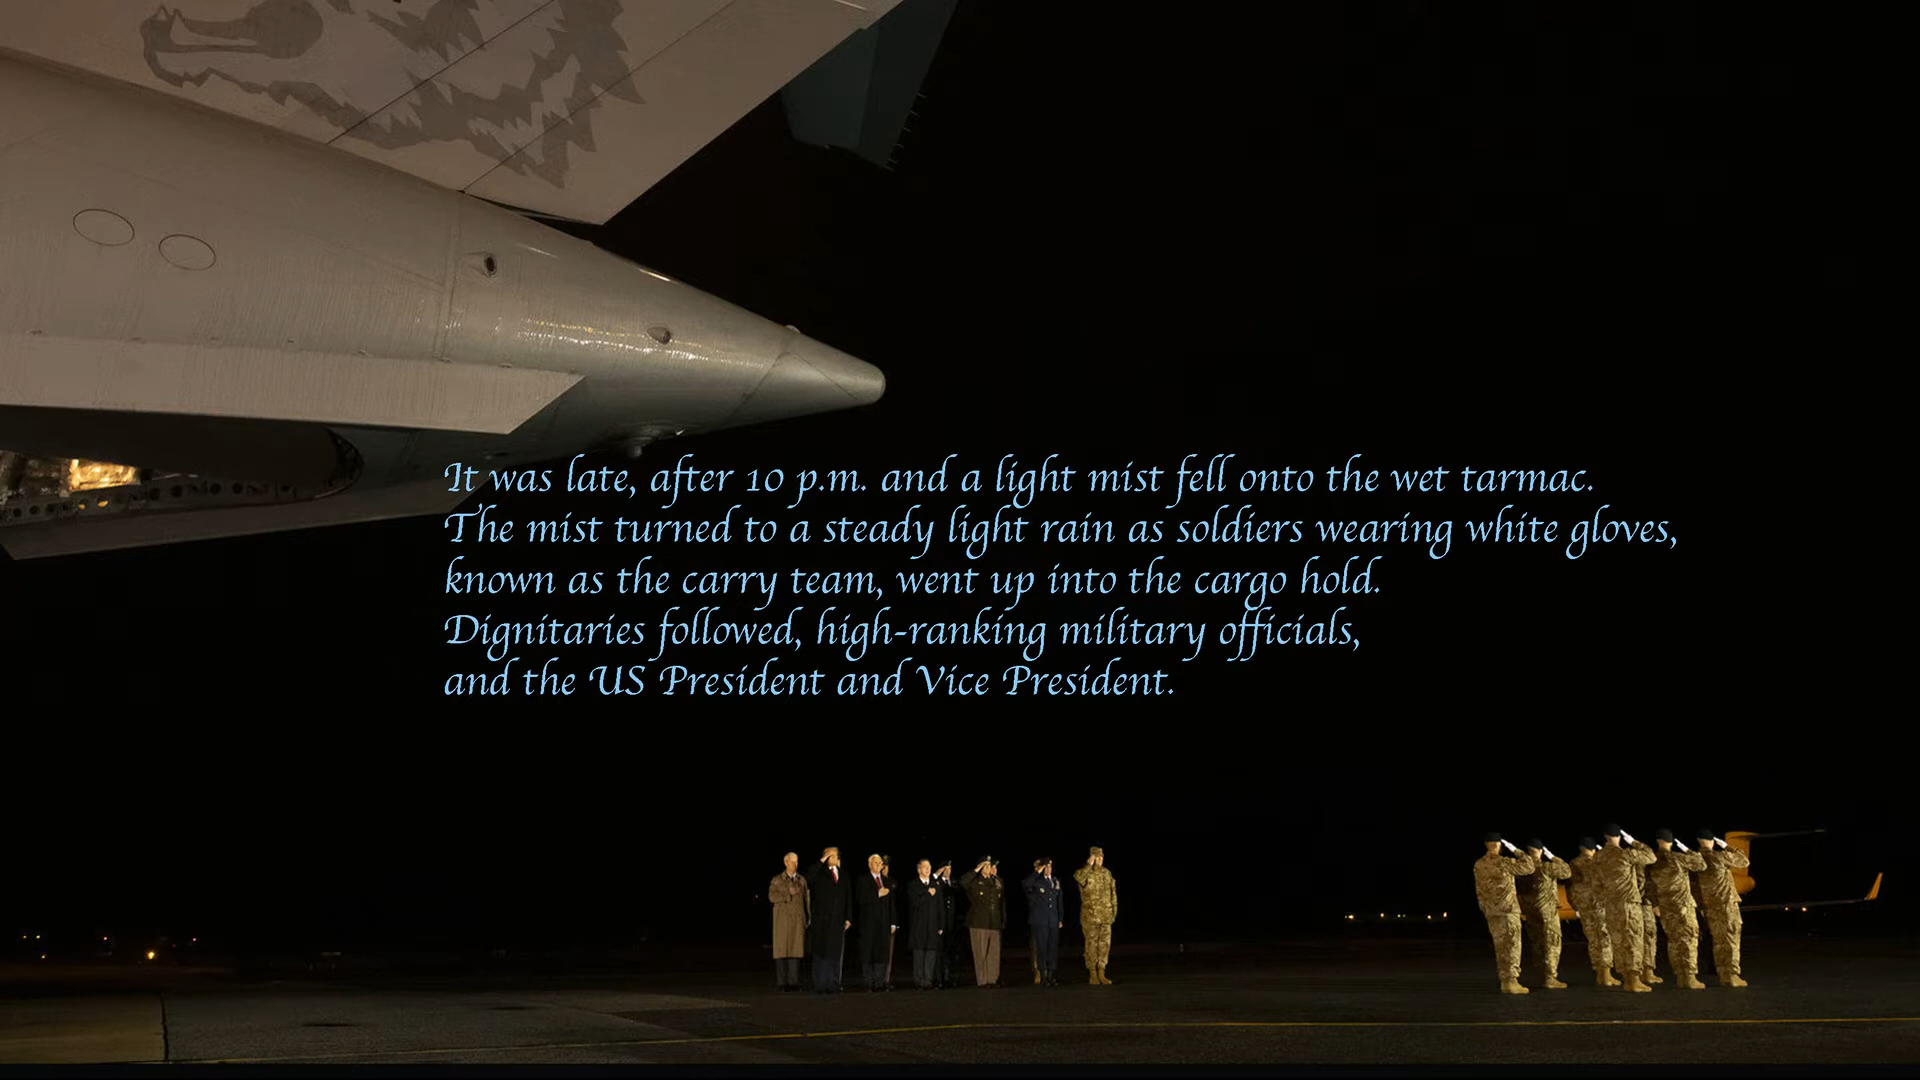 It was late, after 10 p.m. and a light mist fell onto the wet tarmac.
The mist turned to a steady light rain as soldiers wearing white gloves,
known as the carry team, went up into the cargo hold.
Dignitaries followed, high-ranking military officials,
and the US President and Vice President.